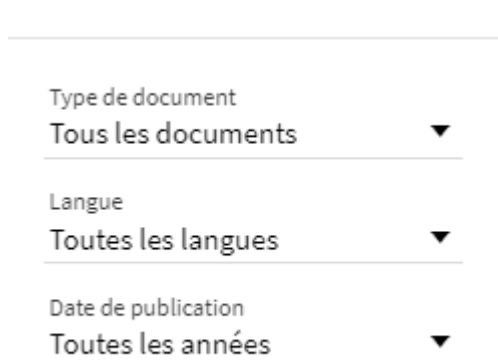 Type de document
Tous les documents
Langue
Toutes les langues
Date de publication
Toutes les années